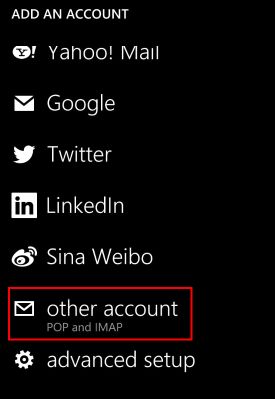 ADD AN ACCOUNT
Yahoo! Mail
Google
Twitter
in LinkedIn
Sina Weibo
other account
POP and IMAP
advanced setup